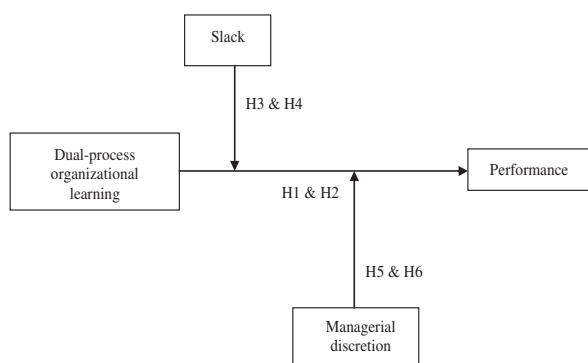 Slack
H3 & H4
Dual-process
organizational
learning
Performance
H1 & H2
H5 & H6
Managerial
discretion